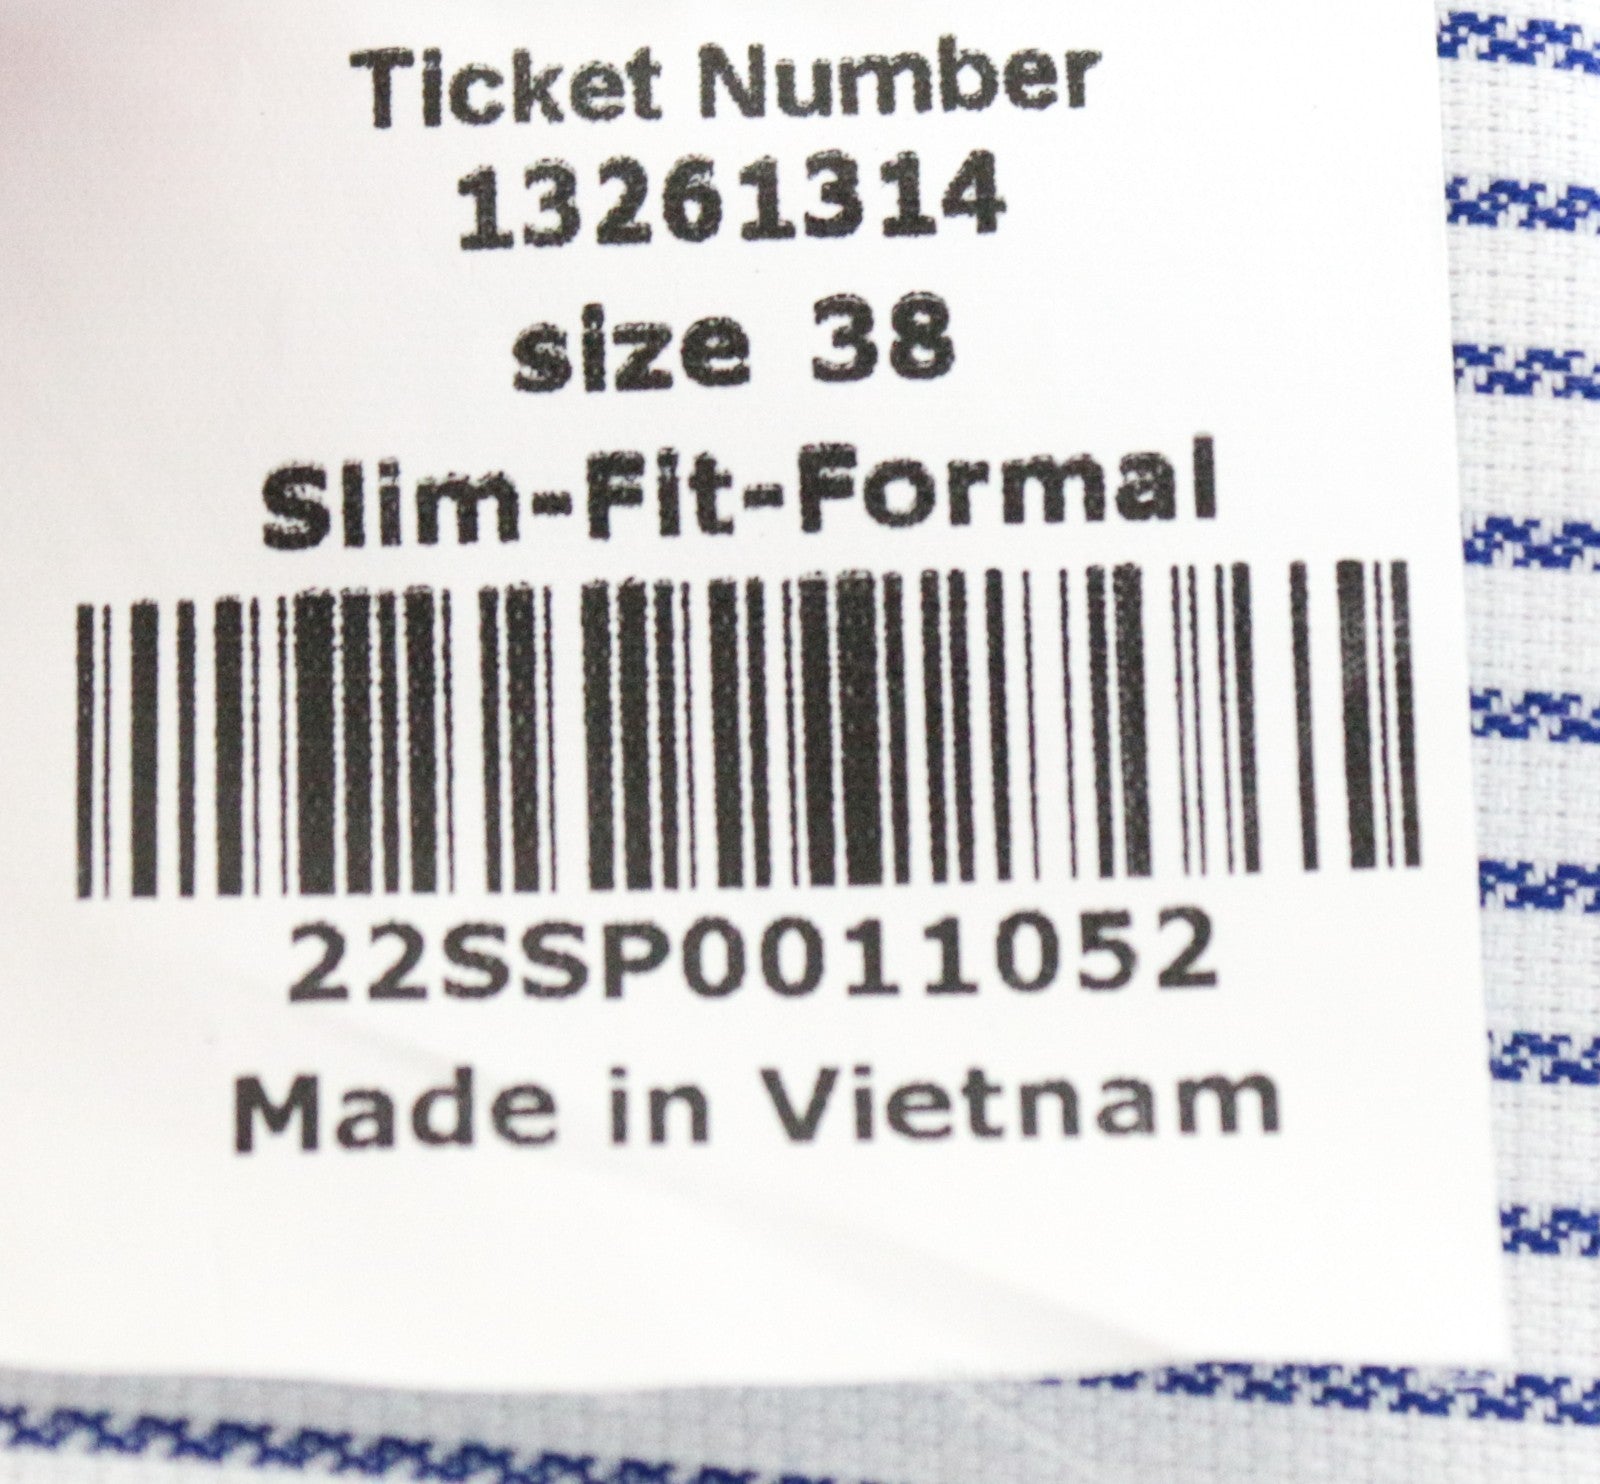 Ticket Number
13261314
size 38
Slim-Fit-Formal
22SSP0011052
Made in Vietnam